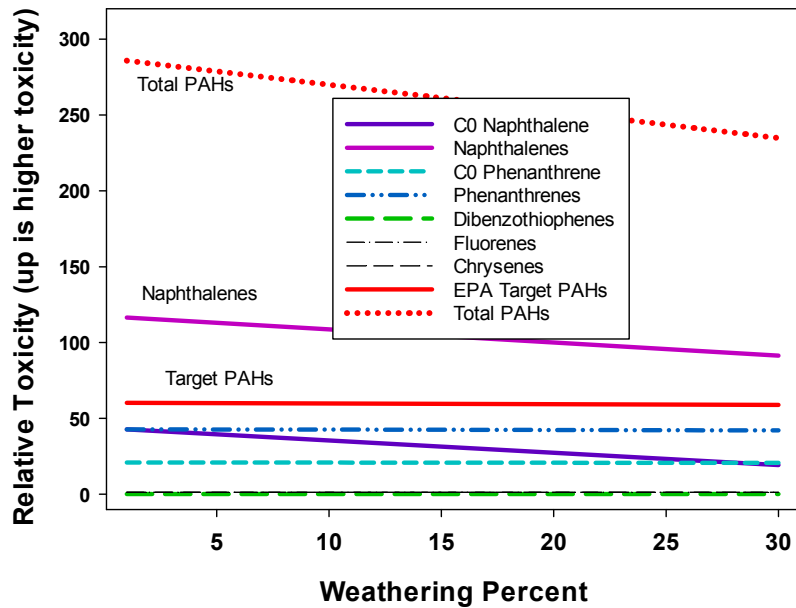 Relative Toxicity (up is higher toxicity)
300
250
200
150
100
50
0
Total PAHs
Naphthalenes
Target PAHs
C0 Naphthalene
Naphthalenes
C0 Phenanthrene
Phenanthrenes
Dibenzothiophenes
Fluorenes
Chrysenes
EPA Target PAHs
Total PAHs
5 10 15 20 25 30
Weathering Percent